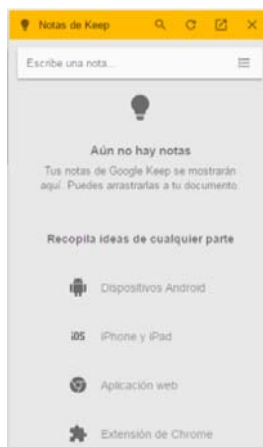 Notas de Keep
Escribe una nota...
Aún no hay notas
Tus notas de Google Keep se mostrarán
aquí. Puedes arrastrarlas a tu documento.
Recopila ideas de cualquier parte
Dispositivos Android
iOS iPhone y iPad
Aplicación web
Extensión de Chrome